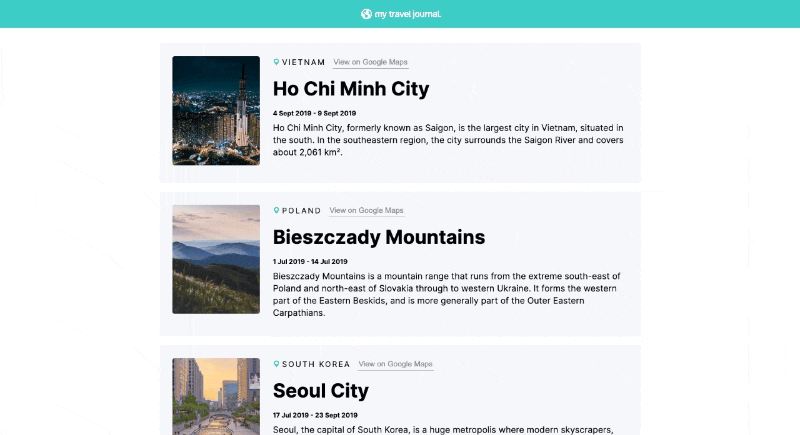 my travel journal.
VIETNAM View on Google Maps
Ho Chi Minh City
4 Sept 2019 - 9 Sept 2019
Ho Chi Minh City, formerly known as Saigon, is the largest city in Vietnam, situated in
the south. In the southeastern region, the city surrounds the Saigon River and covers
about 2,061 km².
POLAND View on Google Maps
Bieszczady Mountains
1 Jul 2019 - 14 Jul 2019
Bieszczady Mountains is a mountain range that runs from the extreme south-east of
Poland and north-east of Slovakia through to western Ukraine. It forms the western
part of the Eastern Beskids, and is more generally part of the Outer Eastern
Carpathians.
SOUTH KOREA View on Google Maps
Seoul City
17 Jul 2019 - 23 Sept 2019
Seoul, the capital of South Korea, is a huge metropolis where modern skyscrapers,